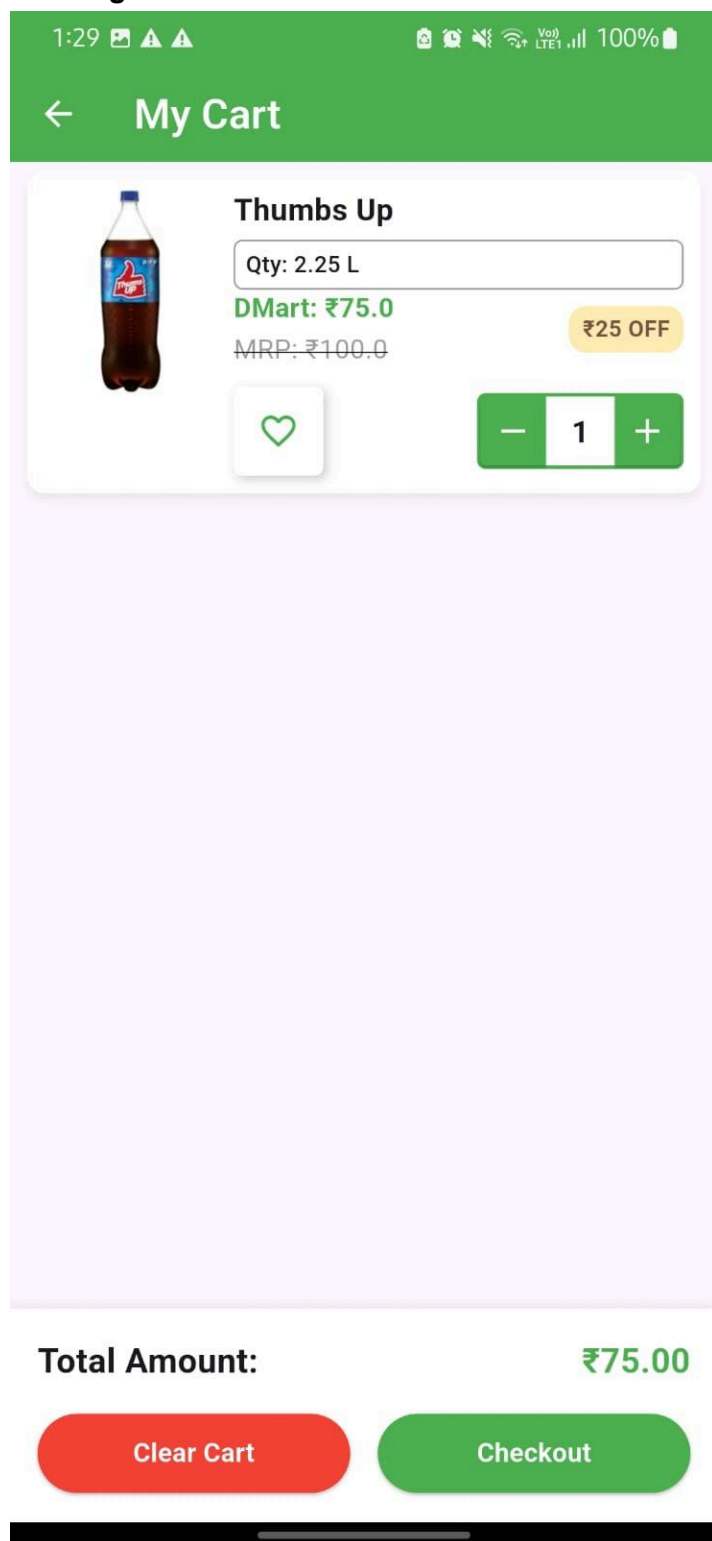 1:29 100%
My Cart
Thumbs Up
Qty: 2.25 L
DMart: ₹75.0
₹25 OFF
MRP: ₹100.0
1
Total Amount: ₹75.00
Clear Cart Checkout